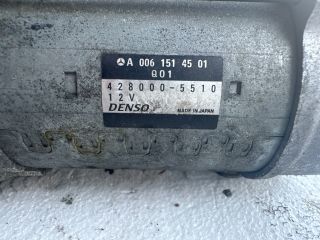 A 006 151 45 01
Q01
428000-5510
12V
DENSO MADE IN JAPAN